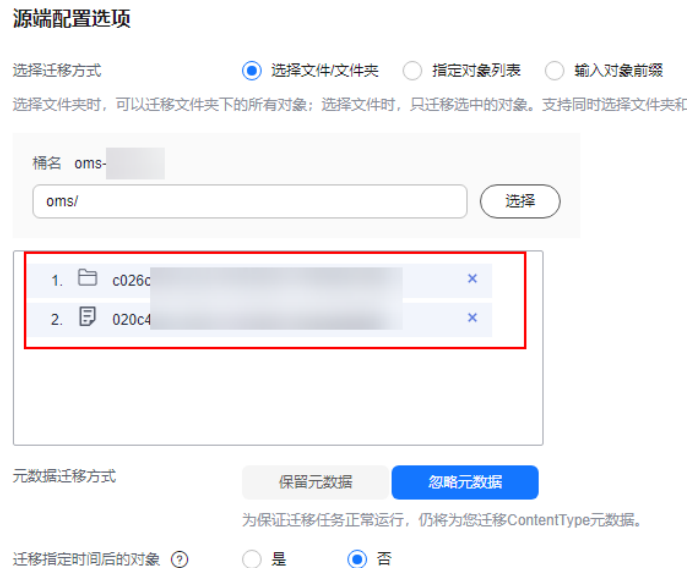 源端配置选项
选择迁移方式 选择文件/文件夹 指定对象列表 输入对象前缀
选择文件夹时，可以迁移文件夹下的所有对象；选择文件时，只迁移选中的对象。支持同时选择文件夹和
桶名 oms-
oms/ 选择
1. c026c ×
2. 020c4 ×
元数据迁移方式 保留元数据 忽略元数据
为保证迁移任务正常运行，仍将为您迁移ContentType元数据。
迁移指定时间后的对象 ? 是 否